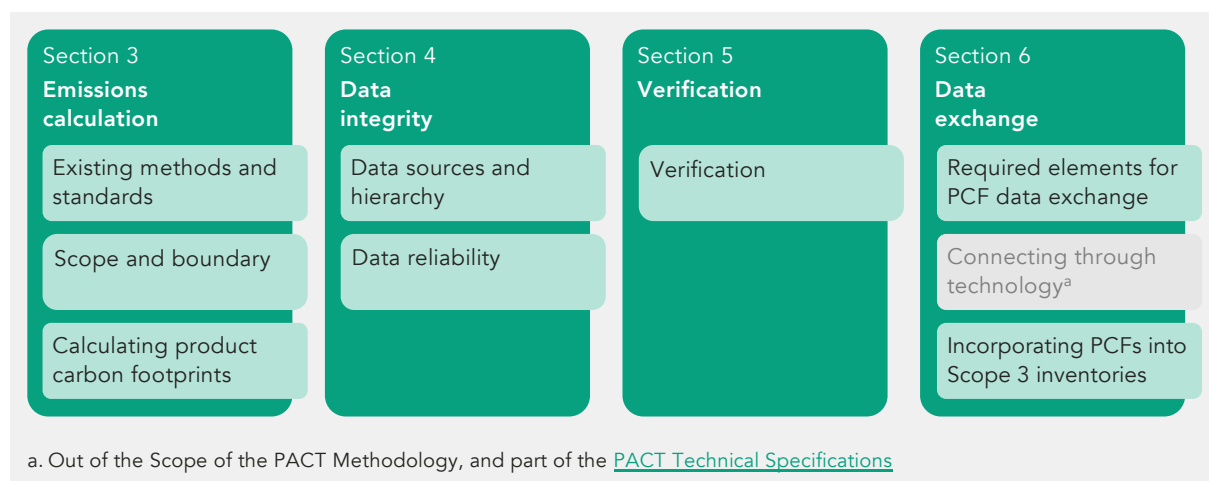 Section 3
Emissions
calculation
Existing methods and
standards
Scope and boundary
Calculating product
carbon footprints
Section 4
Data
integrity
Data sources and
hierarchy
Data reliability
Section 5
Verification
Verification
Section 6
Data
exchange
Required elements for
PCF data exchange
Connecting through
technologyᵃ
Incorporating PCFs into
Scope 3 inventories
a. Out of the Scope of the PACT Methodology, and part of the PACT Technical Specifications